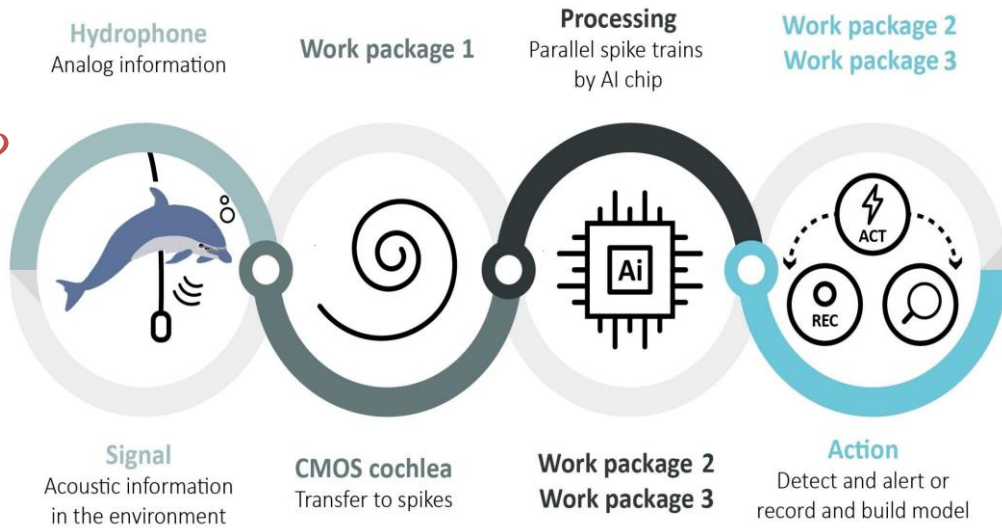 Hydrophone
Analog information
Work package 1
Processing
Parallel spike trains
by AI chip
Work package 2
Work package 3
Ai
ACT
REC
Signal
Acoustic information
in the environment
CMOS cochlea
Transfer to spikes
Work package 2
Work package 3
Action
Detect and alert or
record and build model